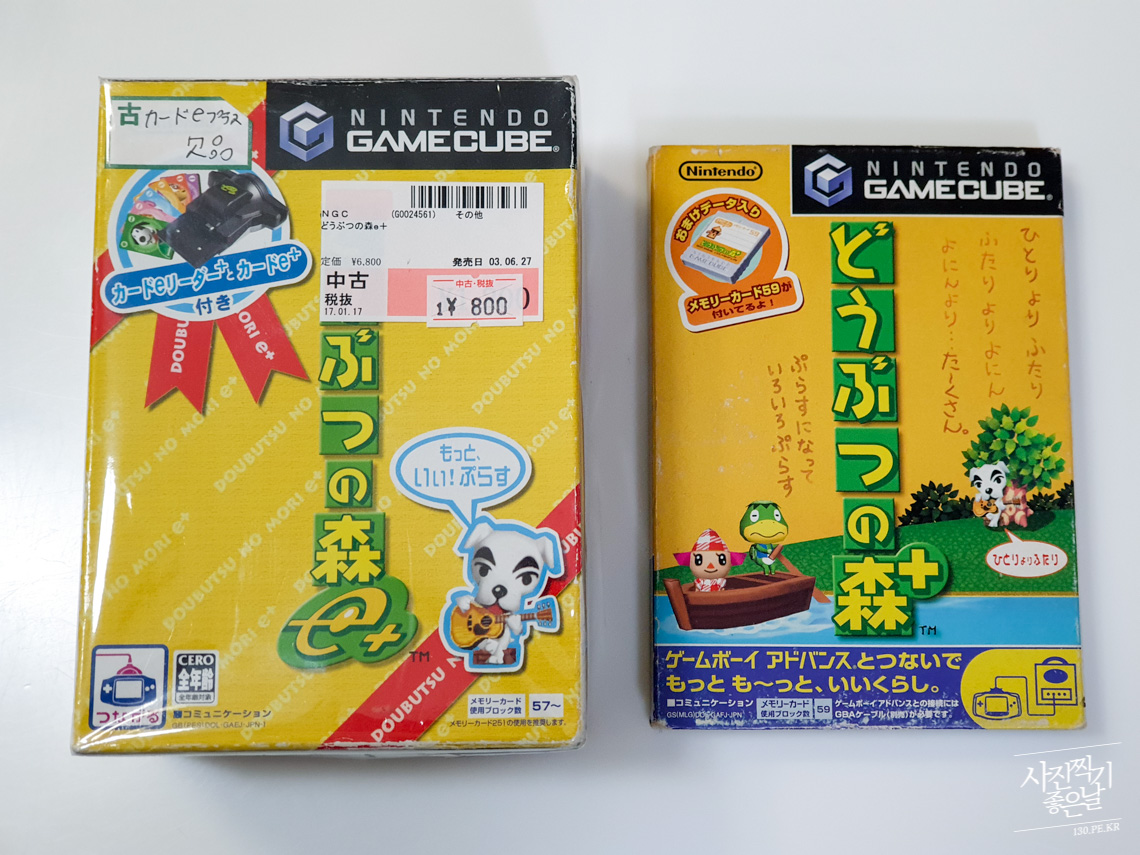 古 カードeプラス
NINTENDO
GAMECUBE
カードeリーダー+、カードe+
付き
NGC (G0024561) その他
どうぶつの森e+
定価 ¥6,800 発売日 03.06.27
中古
税抜
17.01.17
中古・税抜
¥ 800
DOUBUTSU
MORI e+
DOUBUTSU NO MORI e+
ぶつの森
e+
TM
もっと、
いい!ぷらす
つながる
CERO
全年齢
全年齢対象
コミュニケーション
メモリーカード
使用ブロック数 57〜
メモリーカード251の使用を推奨します。
Nintendo
NINTENDO
GAMECUBE
おまけデータ入り
メモリーカード59が
付いてるよ!
どうぶつの森+
TM
ひとりより ふたり
ふたりより よにん
よにんより…たーくさん。
ぷらすになって
いろいろぷらす
ひとりよりふたり
ゲームボーイ アドバンスとつないで
もっと も〜っと、いいくらし。
コミュニケーション
メモリーカード
使用ブロック数 59
ゲームボーイアドバンスとの接続には
GBAケーブル(別売)が必要です。
사진찍기
좋은날
130.PE.KR